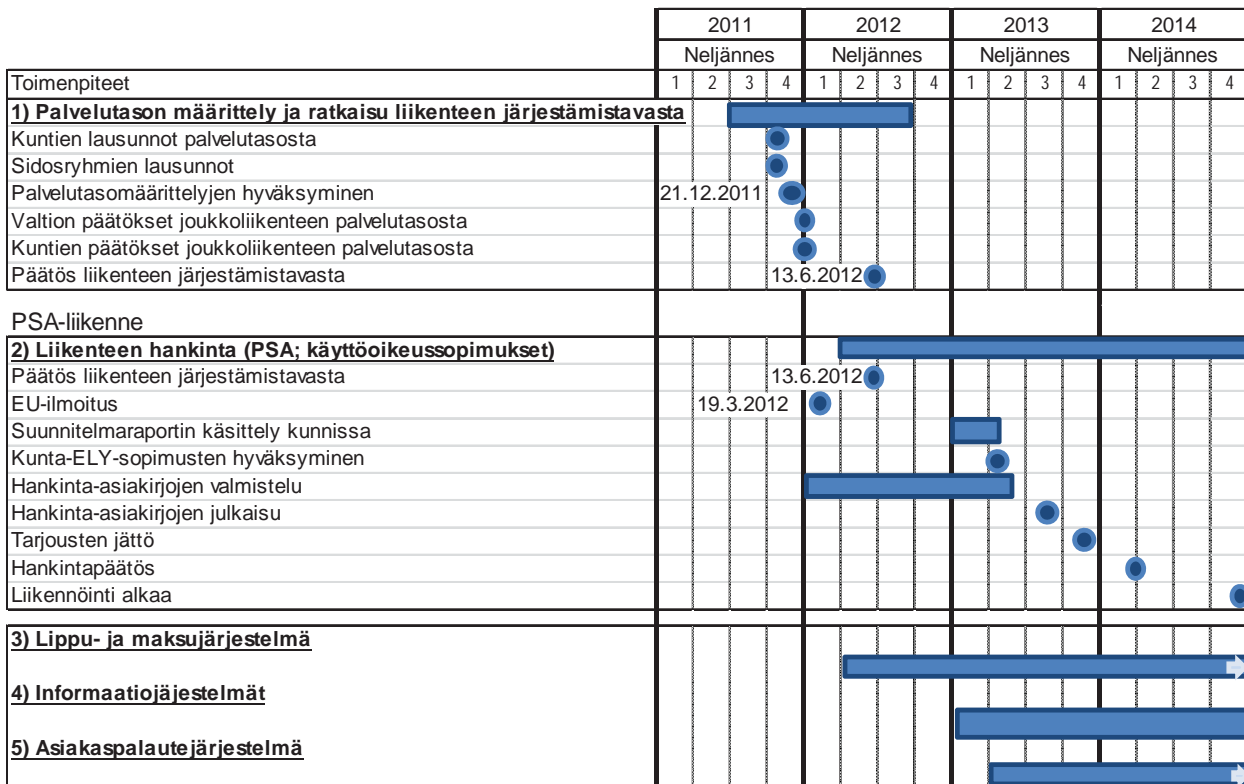 2011 2012 2013 2014
Neljännes Neljännes Neljännes Neljännes
Toimenpiteet 1 2 3 4 1 2 3 4 1 2 3 4 1 2 3 4
1) Palvelutason määrittely ja ratkaisu liikenteen järjestämistavasta
Kuntien lausunnot palvelutasosta
Sidosryhmien lausunnot
Palvelutasomäärittelyjen hyväksyminen 21.12.2011
Valtion päätökset joukkoliikenteen palvelutasosta
Kuntien päätökset joukkoliikenteen palvelutasosta
Päätös liikenteen järjestämistavasta 13.6.2012
PSA-liikenne
2) Liikenteen hankinta (PSA; käyttöoikeussopimukset)
Päätös liikenteen järjestämistavasta 13.6.2012
EU-ilmoitus 19.3.2012
Suunnitelmaraportin käsittely kunnissa
Kunta-ELY-sopimusten hyväksyminen
Hankinta-asiakirjojen valmistelu
Hankinta-asiakirjojen julkaisu
Tarjousten jättö
Hankintapäätös
Liikennöinti alkaa
3) Lippu- ja maksujärjestelmä
4) Informaatiojäjestelmät
5) Asiakaspalautejärjestelmä